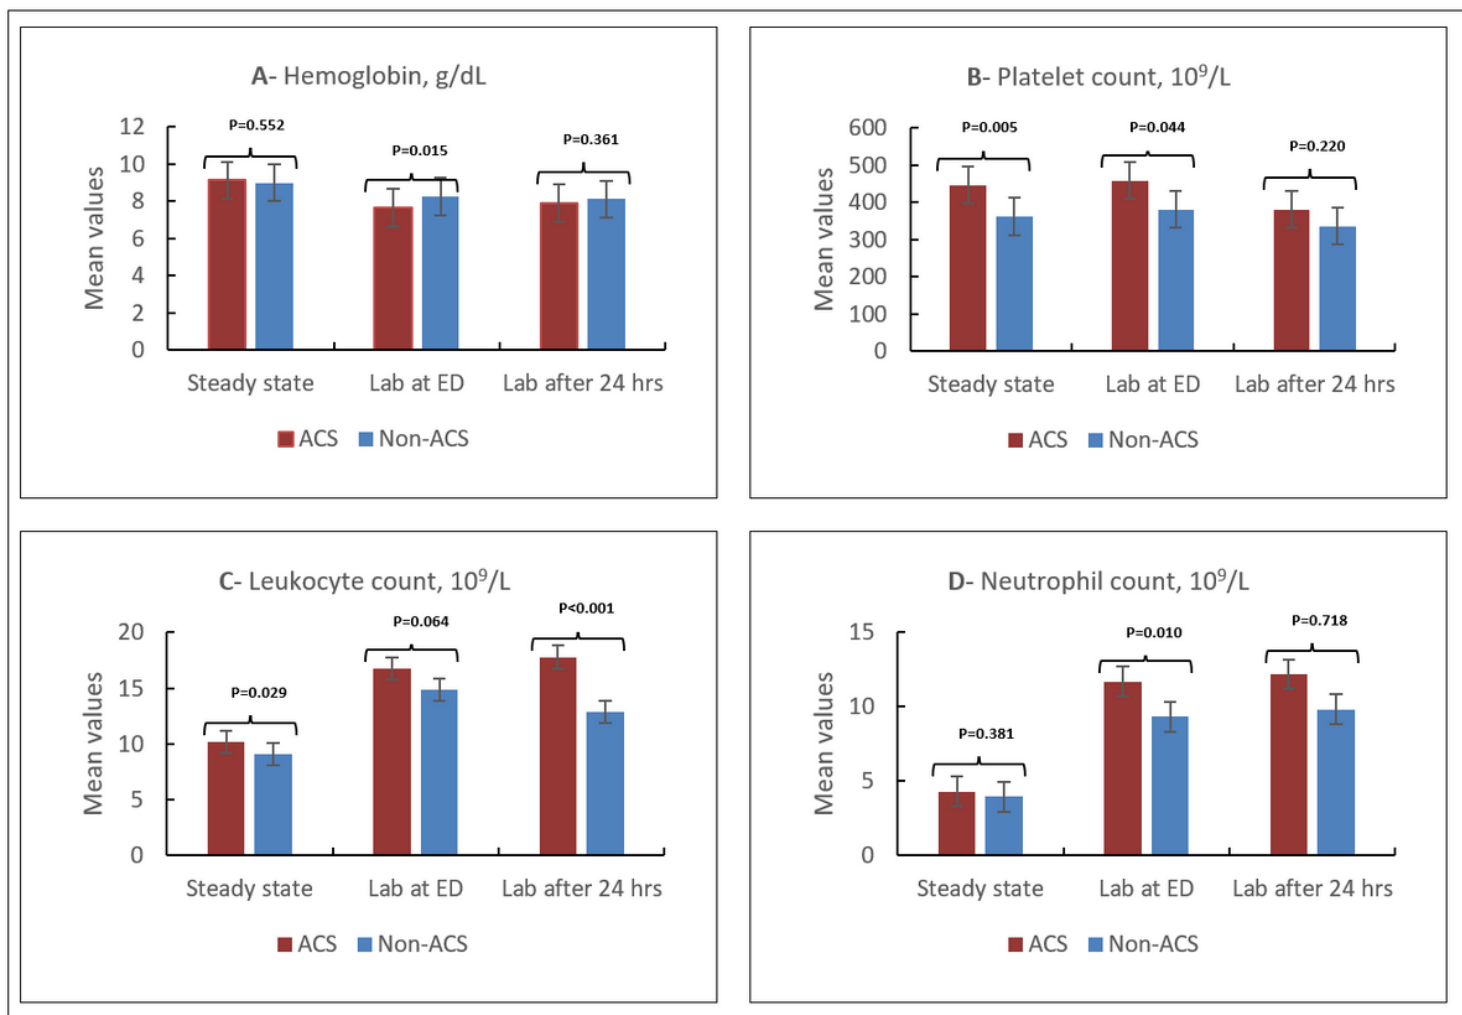 A- Hemoglobin, g/dL
P=0.552
P=0.015
P=0.361
12
10
8
6
4
2
0
Mean values
Steady state Lab at ED Lab after 24 hrs
ACS Non-ACS
B- Platelet count, 10⁹/L
P=0.005
P=0.044
P=0.220
600
500
400
300
200
100
0
Mean values
Steady state Lab at ED Lab after 24 hrs
ACS Non-ACS
C- Leukocyte count, 10⁹/L
P=0.029
P=0.064
P<0.001
20
15
10
5
0
Mean values
Steady state Lab at ED Lab after 24 hrs
ACS Non-ACS
D- Neutrophil count, 10⁹/L
P=0.381
P=0.010
P=0.718
15
10
5
0
Mean values
Steady state Lab at ED Lab after 24 hrs
ACS Non-ACS